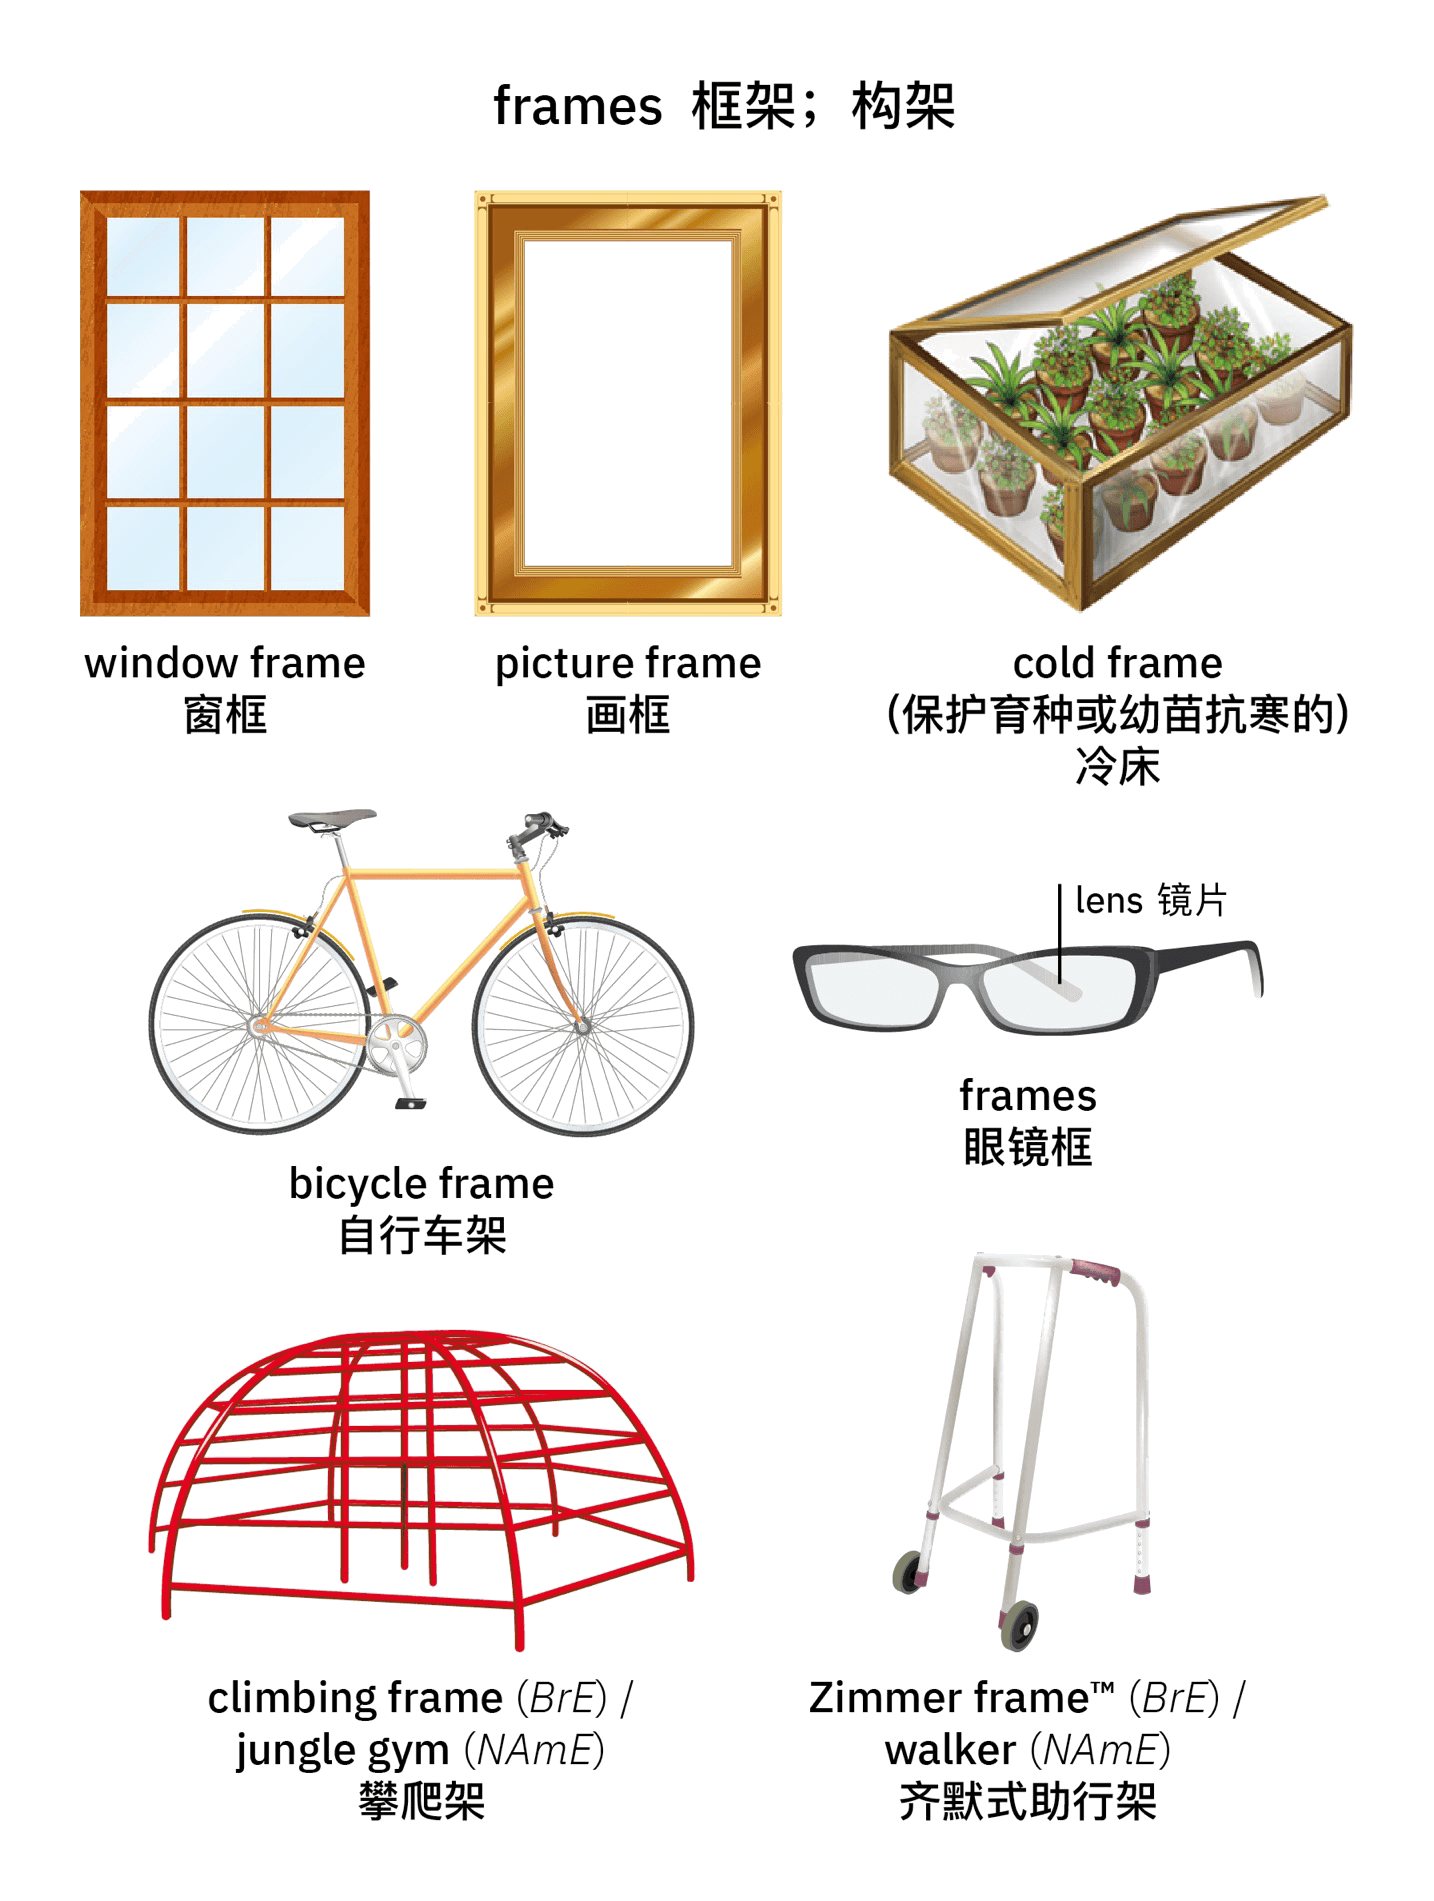 frames 框架；构架
window frame
窗框
picture frame
画框
cold frame
(保护育种或幼苗抗寒的)
冷床
bicycle frame
自行车架
lens 镜片
frames
眼镜框
climbing frame (BrE) /
jungle gym (NAmE)
攀爬架
Zimmer frame™ (BrE) /
walker (NAmE)
齐默式助行架